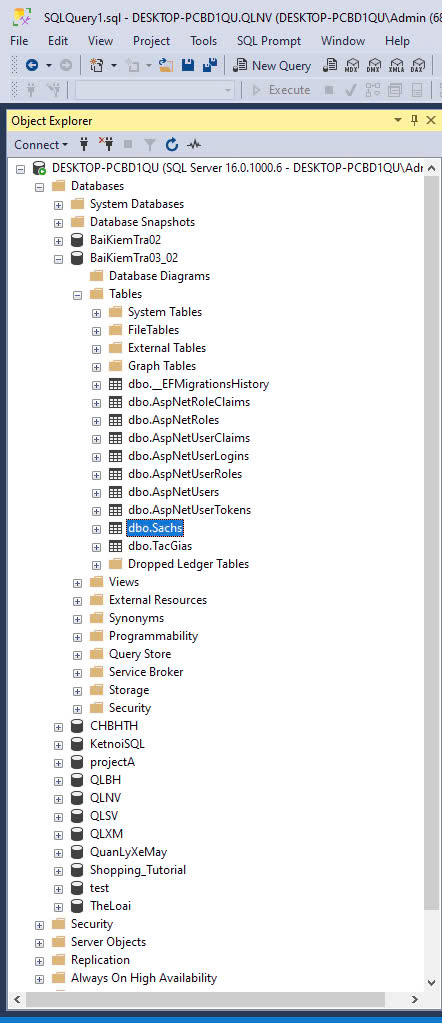 SQLQuery1.sql - DESKTOP-PCBD1QU.QLNV (DESKTOP-PCBD1QU\Admin (68
File Edit View Project Tools SQL Prompt Window Help
New Query MDX DMX XMLA DAX
Execute
Object Explorer
Connect
DESKTOP-PCBD1QU (SQL Server 16.0.1000.6 - DESKTOP-PCBD1QU\Adm
Databases
System Databases
Database Snapshots
BaiKiemTra02
BaiKiemTra03_02
Database Diagrams
Tables
System Tables
FileTables
External Tables
Graph Tables
dbo.__EFMigrationsHistory
dbo.AspNetRoleClaims
dbo.AspNetRoles
dbo.AspNetUserClaims
dbo.AspNetUserLogins
dbo.AspNetUserRoles
dbo.AspNetUsers
dbo.AspNetUserTokens
dbo.Sachs
dbo.TacGias
Dropped Ledger Tables
Views
External Resources
Synonyms
Programmability
Query Store
Service Broker
Storage
Security
CHBHTH
KetnoiSQL
projectA
QLBH
QLNV
QLSV
QLXM
QuanLyXeMay
Shopping_Tutorial
test
TheLoai
Security
Server Objects
Replication
Always On High Availability